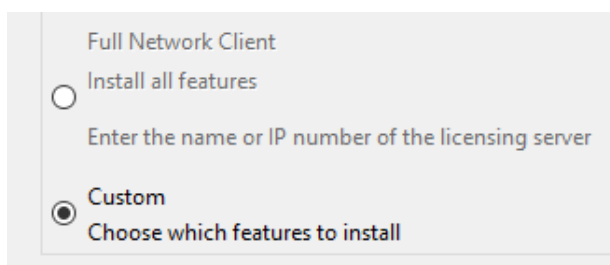 Full Network Client
Install all features
Enter the name or IP number of the licensing server
Custom
Choose which features to install